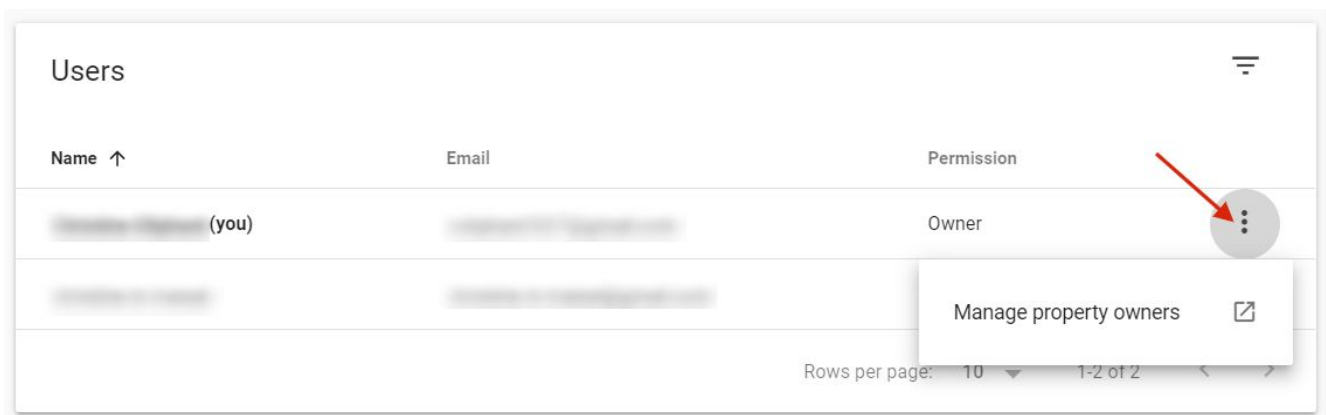 Users
Name ↑ Email Permission
(you) Owner
Manage property owners
Rows per page: 10 1-2 of 2